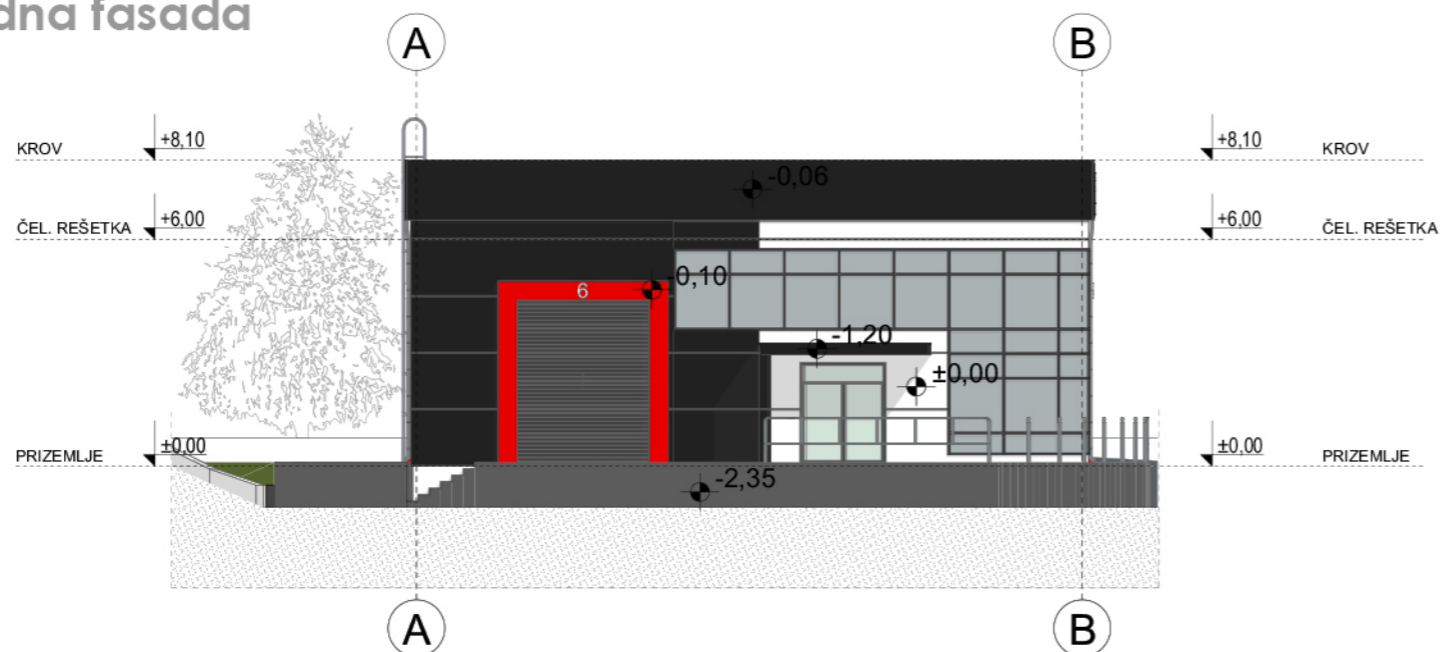 dna fasada
A B
KROV +8,10 +8,10 KROV
-0,06
ČEL. REŠETKA +6,00 +6,00 ČEL. REŠETKA
6 -0,10
-1,20
±0,00
PRIZEMLJE ±0,00 ±0,00 PRIZEMLJE
-2,35
A B